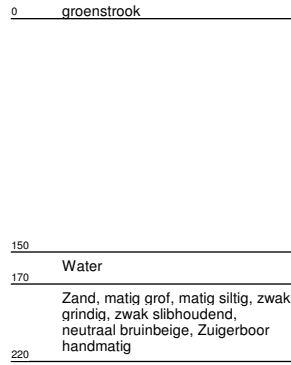 0 groenstrook
150
Water
170
Zand, matig grof, matig siltig, zwak
grindig, zwak slibhoudend,
neutraal bruinbeige, Zuigerboor
handmatig
220